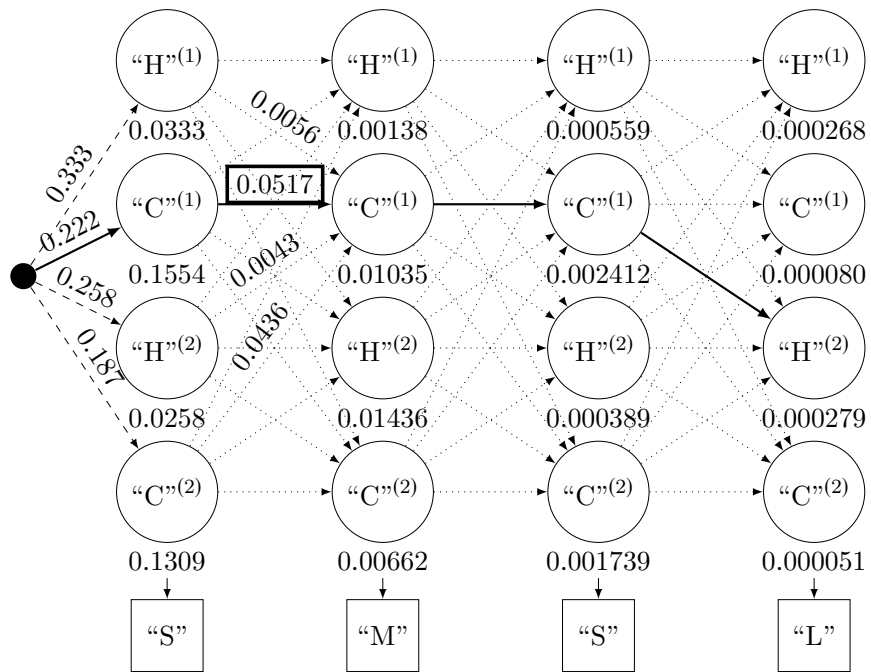 “H”(1) “H”(1) “H”(1) “H”(1)
0.0333 0.0056 0.00138 0.000559 0.000268
0.333
“C”(1) 0.0517 “C”(1) “C”(1) “C”(1)
0.222
0.1554 0.0043 0.01035 0.002412 0.000080
0.258
“H”(2) “H”(2) “H”(2) “H”(2)
0.187 0.0436
0.0258 0.01436 0.000389 0.000279
“C”(2) “C”(2) “C”(2) “C”(2)
0.1309 0.00662 0.001739 0.000051
“S” “M” “S” “L”